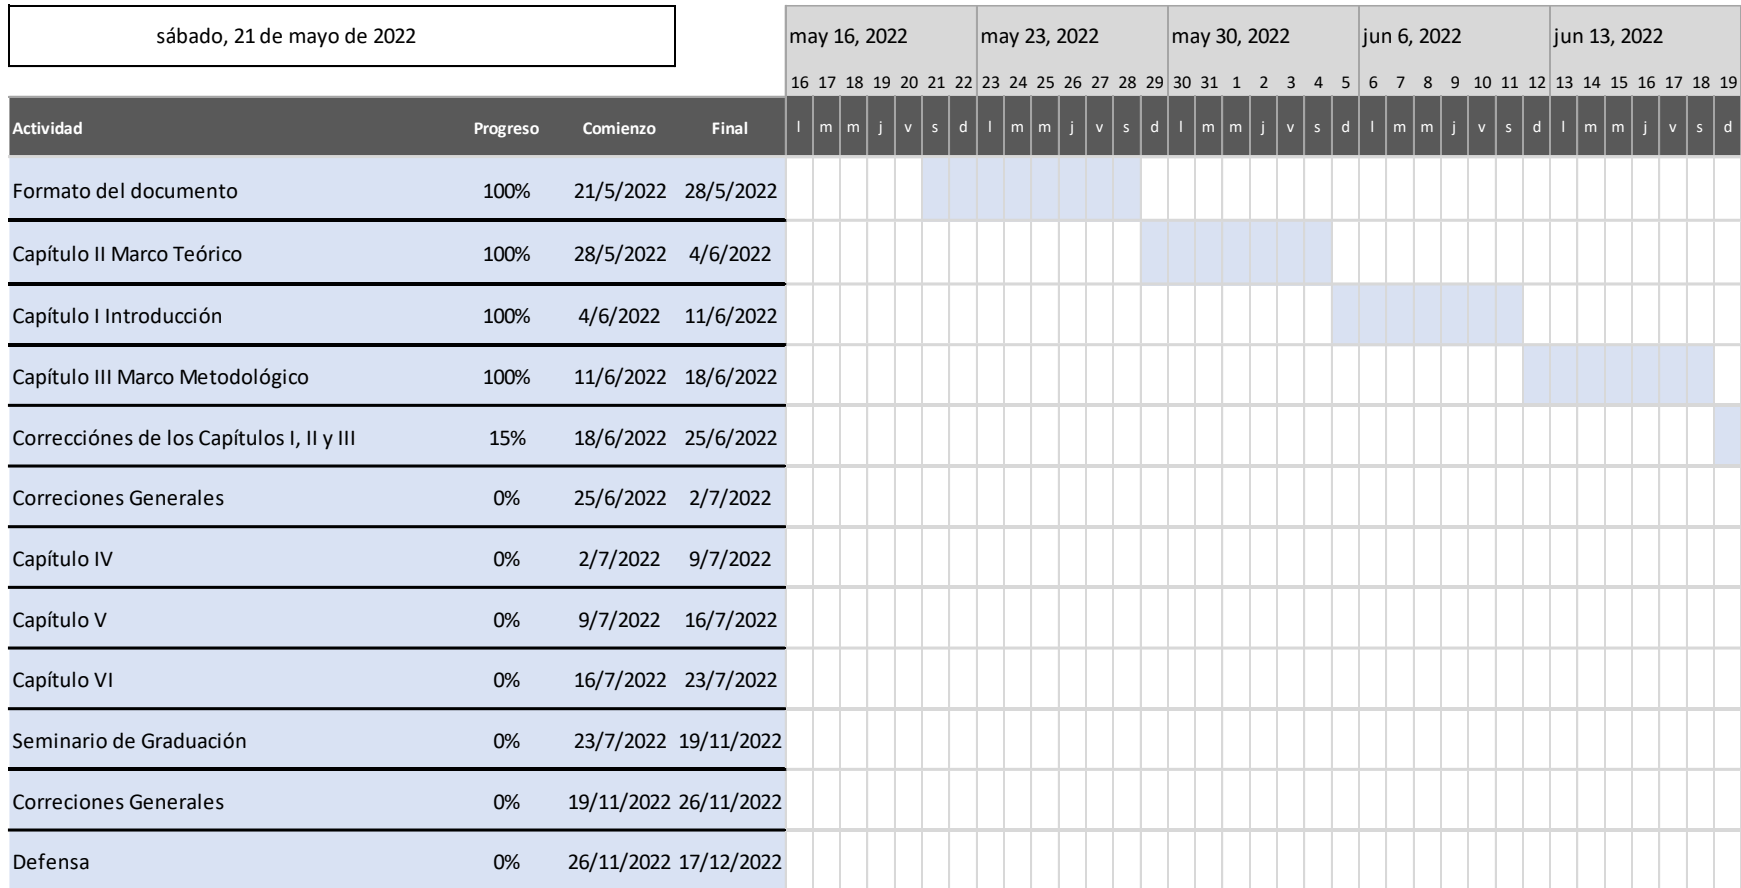 sábado, 21 de mayo de 2022
may 16, 2022 may 23, 2022 may 30, 2022 jun 6, 2022 jun 13, 2022
16 17 18 19 20 21 22 23 24 25 26 27 28 29 30 31 1 2 3 4 5 6 7 8 9 10 11 12 13 14 15 16 17 18 19
Actividad Progreso Comienzo Final l m m j v s d l m m j v s d l m m j v s d l m m j v s d l m m j v s d
Formato del documento 100% 21/5/2022 28/5/2022
Capítulo II Marco Teórico 100% 28/5/2022 4/6/2022
Capítulo I Introducción 100% 4/6/2022 11/6/2022
Capítulo III Marco Metodológico 100% 11/6/2022 18/6/2022
Correcciónes de los Capítulos I, II y III 15% 18/6/2022 25/6/2022
Correciones Generales 0% 25/6/2022 2/7/2022
Capítulo IV 0% 2/7/2022 9/7/2022
Capítulo V 0% 9/7/2022 16/7/2022
Capítulo VI 0% 16/7/2022 23/7/2022
Seminario de Graduación 0% 23/7/2022 19/11/2022
Correciones Generales 0% 19/11/2022 26/11/2022
Defensa 0% 26/11/2022 17/12/2022